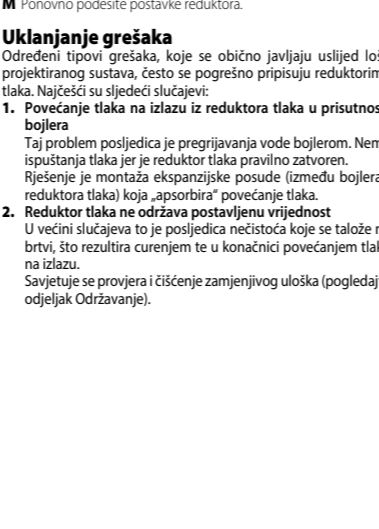 M Ponovno podesite postavke reduktora.
Uklanjanje grešaka
Određeni tipovi grešaka, koje se obično javljaju uslijed loš
projektiranog sustava, često se pogrešno pripisuju reduktorim
tlaka. Najčešći su sljedeći slučajevi:
1. Povećanje tlaka na izlazu iz reduktora tlaka u prisutnos
bojlera
Taj problem posljedica je pregrijavanja vode bojlerom. Nem
ispuštanja tlaka jer je reduktor tlaka pravilno zatvoren.
Rješenje je montaža ekspanzijske posude (između bojlera
reduktora tlaka) koja „apsorbira“ povećanje tlaka.
2. Reduktor tlaka ne održava postavljenu vrijednost
U većini slučajeva to je posljedica nečistoća koje se talože n
brtvi, što rezultira curenjem te u konačnici povećanjem tlak
na izlazu.
Savjetuje se provjera i čišćenje zamjenjivog uloška (pogledaj
odjeljak Održavanje).